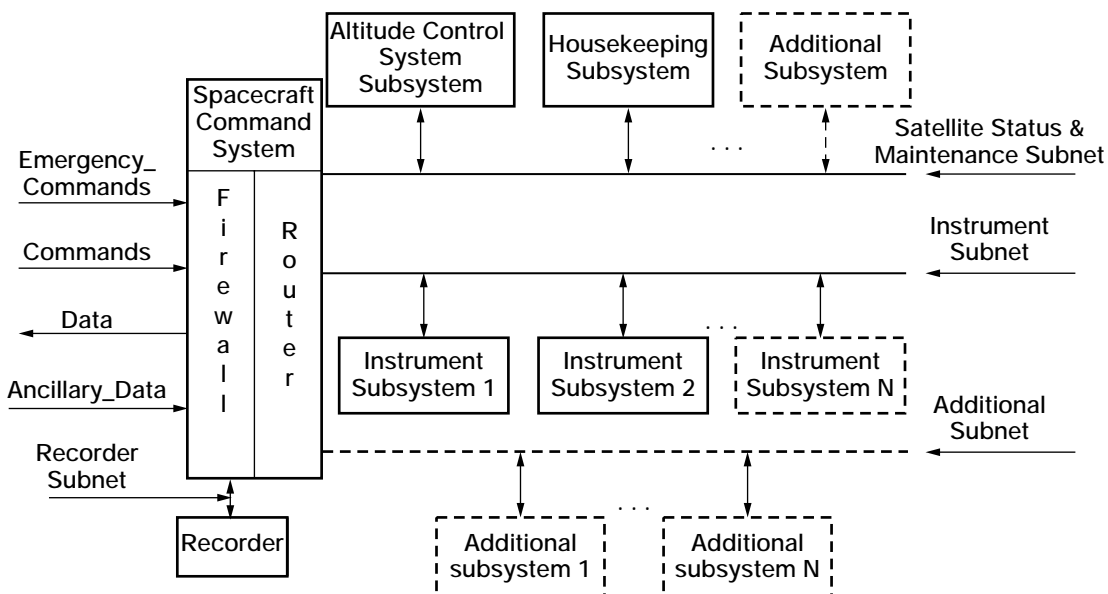 Altitude Control
System
Subsystem
Housekeeping
Subsystem
Additional
Subsystem
Spacecraft
Command
System
. . .
Satellite Status &
Maintenance Subnet
Emergency_
Commands
Firewall
Router
Instrument
Subnet
Commands
Data
. . .
Instrument
Subsystem 1
Instrument
Subsystem 2
Instrument
Subsystem N
Ancillary_Data
Additional
Subnet
Recorder
Subnet
. . .
Recorder
Additional
subsystem 1
Additional
subsystem N